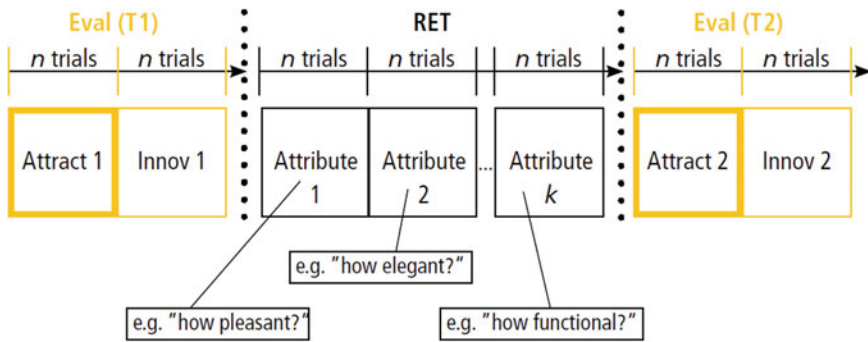 Eval (T1) RET Eval (T2)
n trials n trials n trials n trials n trials n trials n trials
Attract 1 Innov 1 Attribute 1 Attribute 2 ... Attribute k Attract 2 Innov 2
e.g. "how elegant?"
e.g. "how pleasant?" e.g. "how functional?"